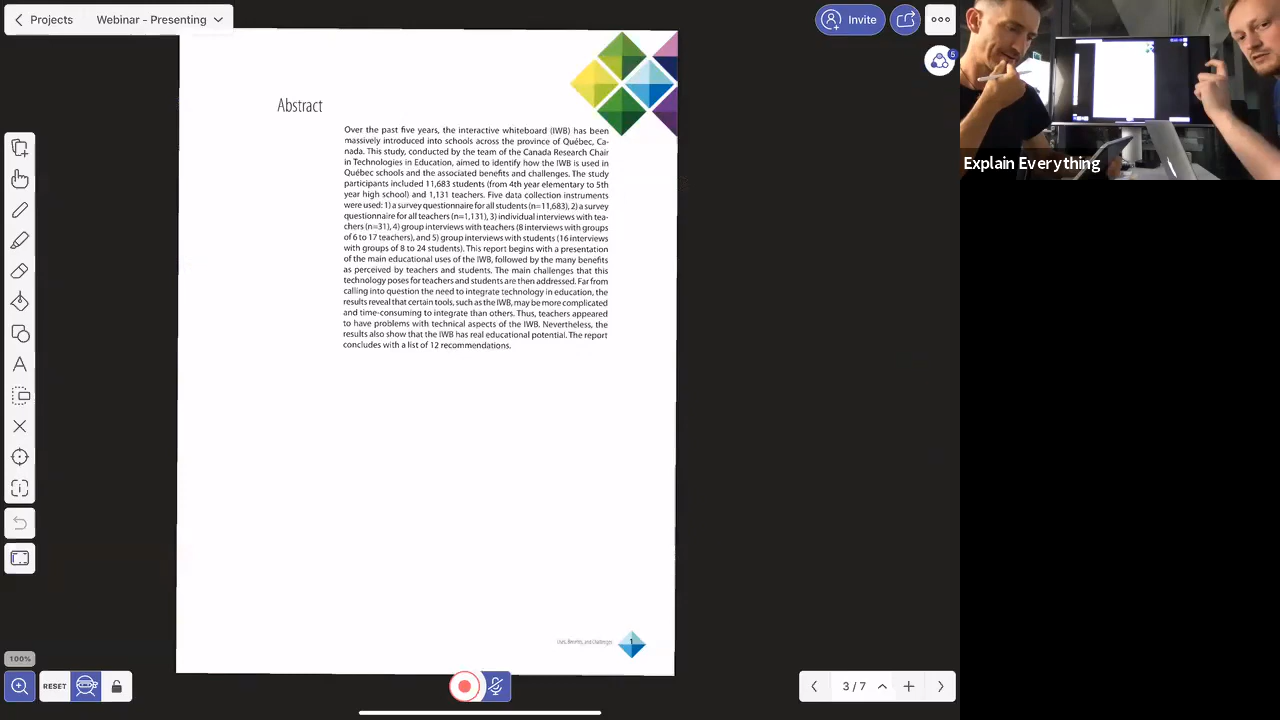 Projects
Webinar - Presenting
Invite
5
Explain Everything
Abstract
Over the past five years, the interactive whiteboard (IWB) has been
massively introduced into schools across the province of Québec, Ca-
nada. This study, conducted by the team of the Canada Research Chair
in Technologies in Education, aimed to identify how the IWB is used in
Québec schools and the associated benefits and challenges. The study
participants included 11,683 students (from 4th year elementary to 5th
year high school) and 1,131 teachers. Five data collection instruments
were used: 1) a survey questionnaire for all students (n=11,683), 2) a survey
questionnaire for all teachers (n=1,131), 3) individual interviews with tea-
chers (n=31), 4) group interviews with teachers (8 interviews with groups
of 6 to 17 teachers), and 5) group interviews with students (16 interviews
with groups of 8 to 24 students). This report begins with a presentation
of the main educational uses of the IWB, followed by the many benefits
as perceived by teachers and students. The main challenges that this
technology poses for teachers and students are then addressed. Far from
calling into question the need to integrate technology in education, the
results reveal that certain tools, such as the IWB, may be more complicated
and time-consuming to integrate than others. Thus, teachers appeared
to have problems with technical aspects of the IWB. Nevertheless, the
results also show that the IWB has real educational potential. The report
concludes with a list of 12 recommendations.
Uses, Benefits, and Challenges
1
A
100%
RESET
3 / 7